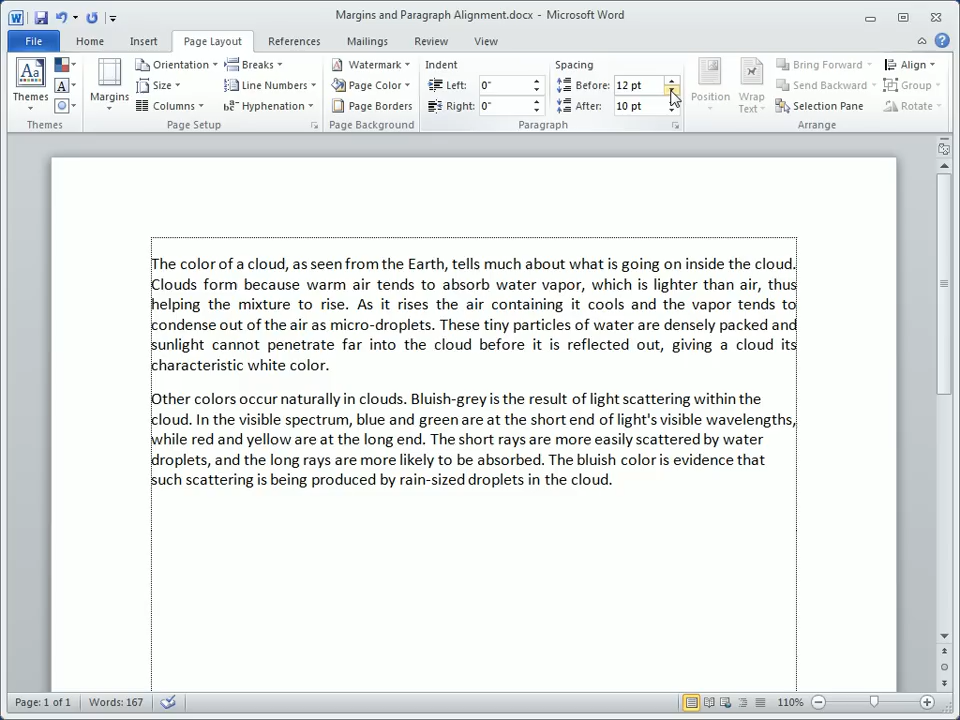 Margins and Paragraph Alignment.docx - Microsoft Word
File Home Insert Page Layout References Mailings Review View
Themes
Themes
Margins
Orientation
Size
Columns
Breaks
Line Numbers
Hyphenation
Page Setup
Watermark
Page Color
Page Borders
Page Background
Indent
Left: 0"
Right: 0"
Spacing
Before: 12 pt
After: 10 pt
Paragraph
Position
Wrap
Text
Bring Forward
Send Backward
Selection Pane
Align
Group
Rotate
Arrange
The color of a cloud, as seen from the Earth, tells much about what is going on inside the cloud.
Clouds form because warm air tends to absorb water vapor, which is lighter than air, thus
helping the mixture to rise. As it rises the air containing it cools and the vapor tends to
condense out of the air as micro-droplets. These tiny particles of water are densely packed and
sunlight cannot penetrate far into the cloud before it is reflected out, giving a cloud its
characteristic white color.
Other colors occur naturally in clouds. Bluish-grey is the result of light scattering within the
cloud. In the visible spectrum, blue and green are at the short end of light's visible wavelengths,
while red and yellow are at the long end. The short rays are more easily scattered by water
droplets, and the long rays are more likely to be absorbed. The bluish color is evidence that
such scattering is being produced by rain-sized droplets in the cloud.
Page: 1 of 1 Words: 167 110%